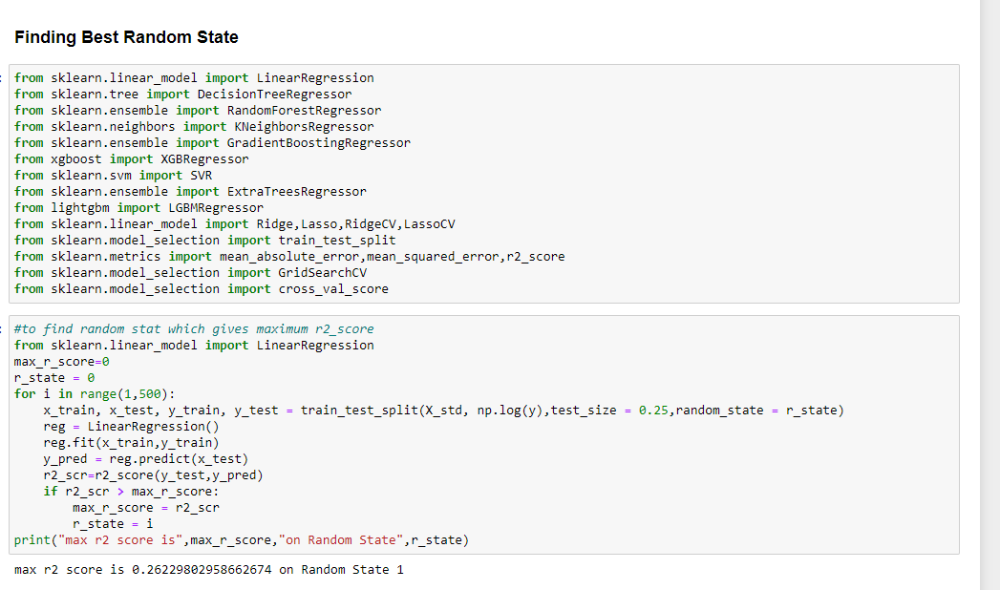 Finding Best Random State
from sklearn.linear_model import LinearRegression
from sklearn.tree import DecisionTreeRegressor
from sklearn.ensemble import RandomForestRegressor
from sklearn.neighbors import KNeighborsRegressor
from sklearn.ensemble import GradientBoostingRegressor
from xgboost import XGBRegressor
from sklearn.svm import SVR
from sklearn.ensemble import ExtraTreesRegressor
from lightgbm import LGBMRegressor
from sklearn.linear_model import Ridge,Lasso,RidgeCV,LassoCV
from sklearn.model_selection import train_test_split
from sklearn.metrics import mean_absolute_error,mean_squared_error,r2_score
from sklearn.model_selection import GridSearchCV
from sklearn.model_selection import cross_val_score
#to find random stat which gives maximum r2_score
from sklearn.linear_model import LinearRegression
max_r_score=0
r_state = 0
for i in range(1,500):
    x_train, x_test, y_train, y_test = train_test_split(X_std, np.log(y),test_size = 0.25,random_state = r_state)
    reg = LinearRegression()
    reg.fit(x_train,y_train)
    y_pred = reg.predict(x_test)
    r2_scr=r2_score(y_test,y_pred)
    if r2_scr > max_r_score:
        max_r_score = r2_scr
        r_state = i
print("max r2 score is",max_r_score,"on Random State",r_state)
max r2 score is 0.26229802958662674 on Random State 1